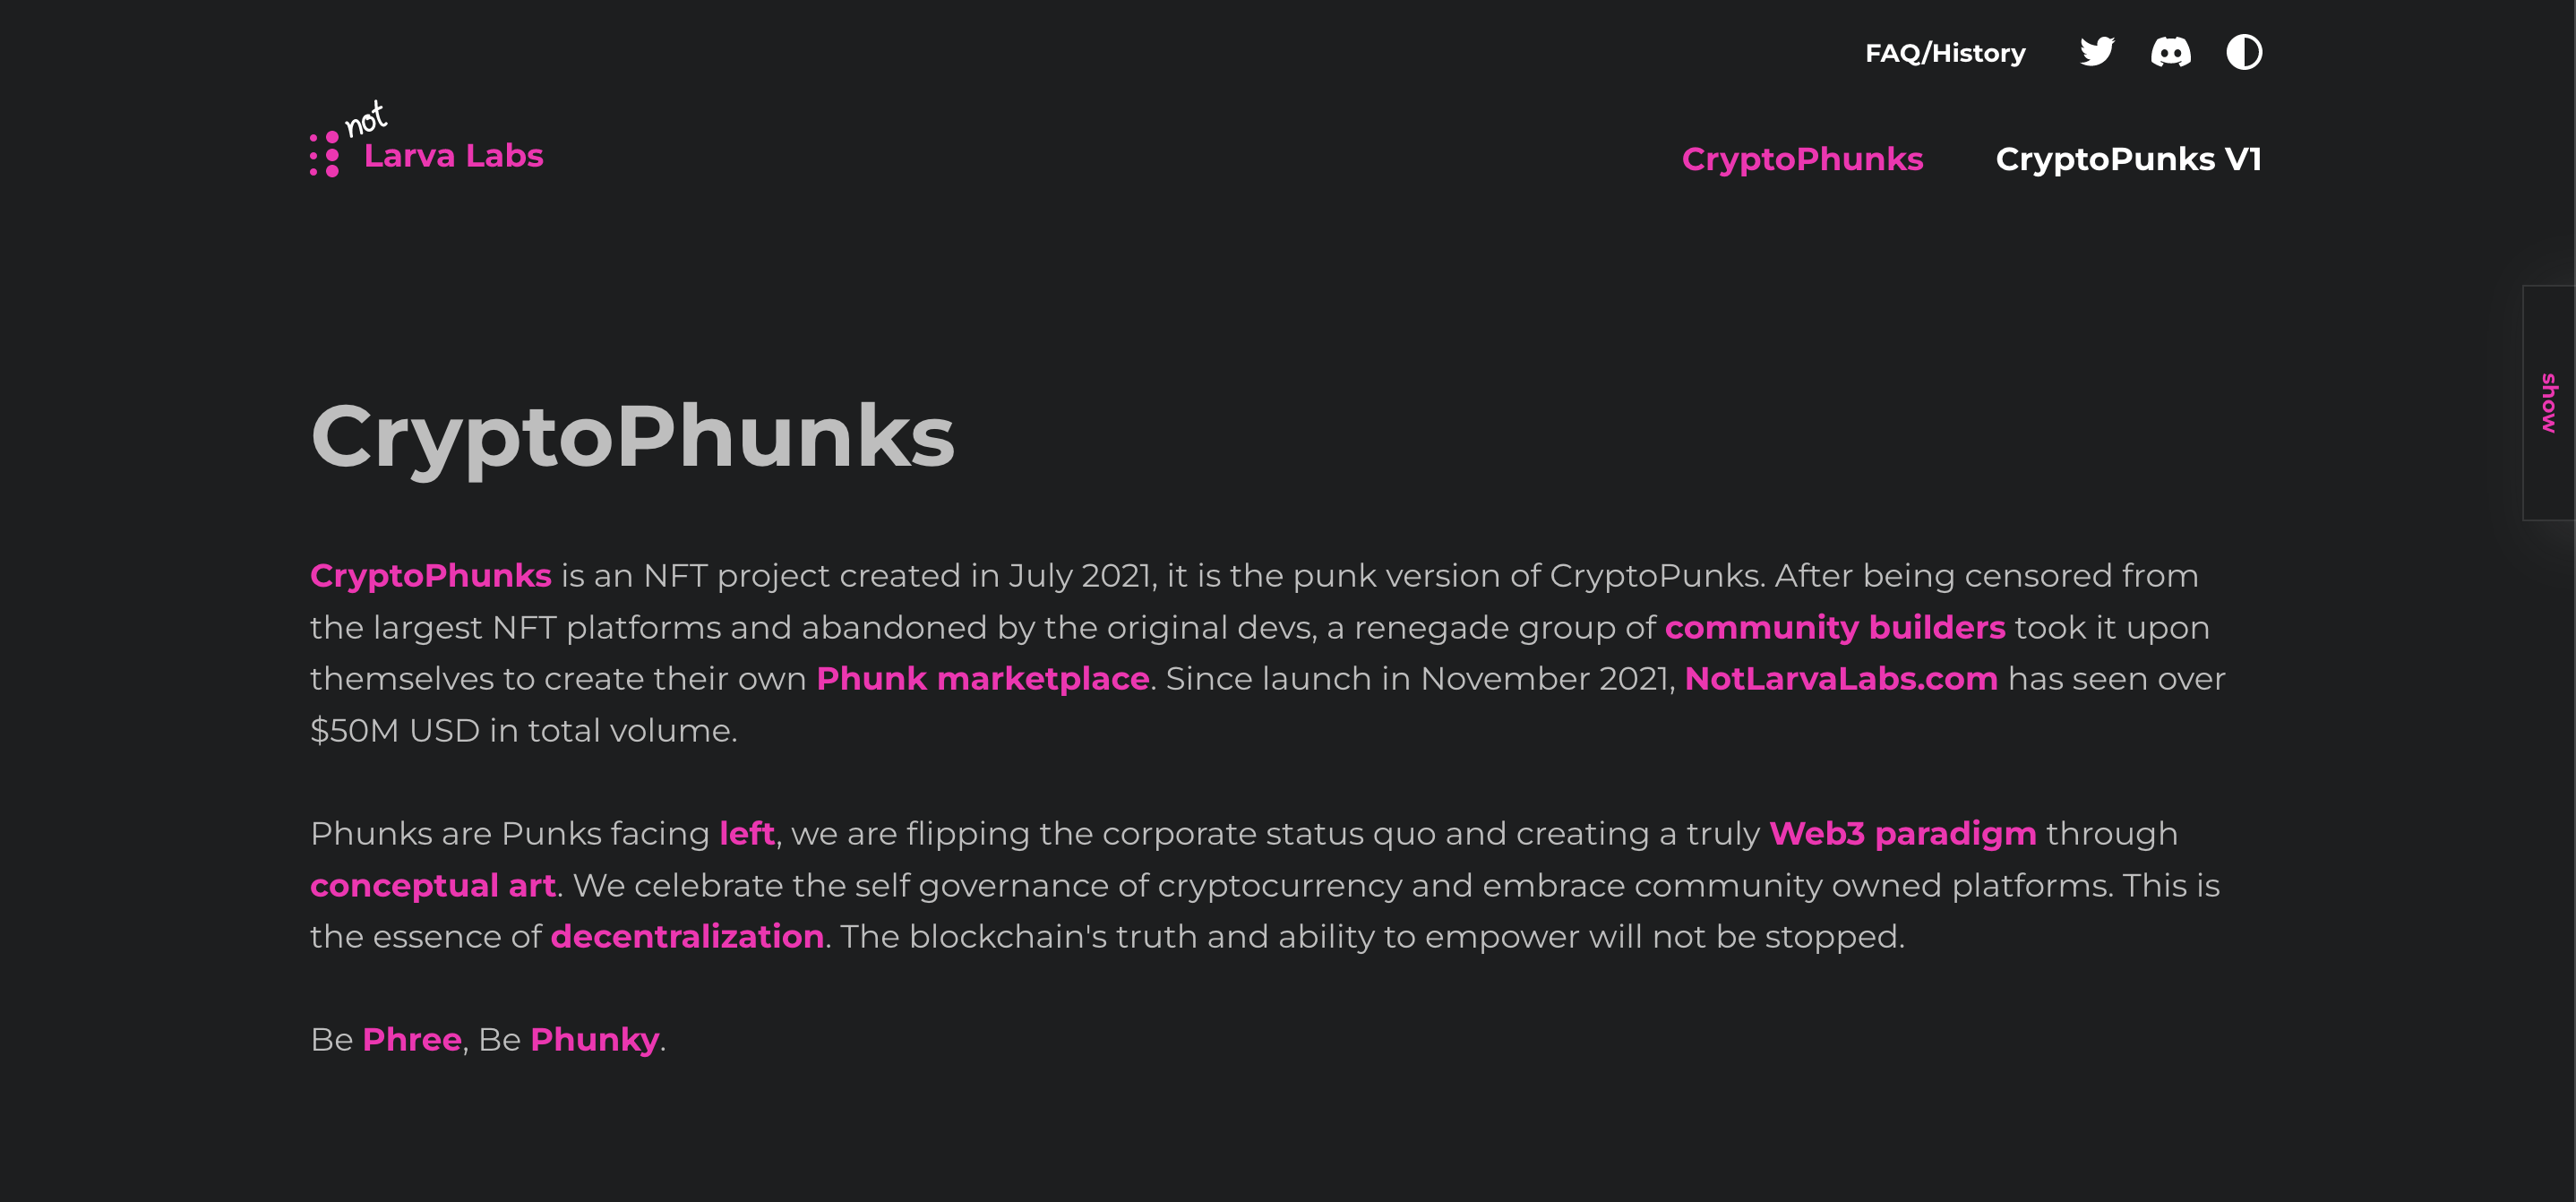 FAQ/History
not
Larva Labs
CryptoPhunks
CryptoPunks V1
show
CryptoPhunks
CryptoPhunks is an NFT project created in July 2021, it is the punk version of CryptoPunks. After being censored from
the largest NFT platforms and abandoned by the original devs, a renegade group of community builders took it upon
themselves to create their own Phunk marketplace. Since launch in November 2021, NotLarvaLabs.com has seen over
$50M USD in total volume.
Phunks are Punks facing left, we are flipping the corporate status quo and creating a truly Web3 paradigm through
conceptual art. We celebrate the self governance of cryptocurrency and embrace community owned platforms. This is
the essence of decentralization. The blockchain's truth and ability to empower will not be stopped.
Be Phree, Be Phunky.